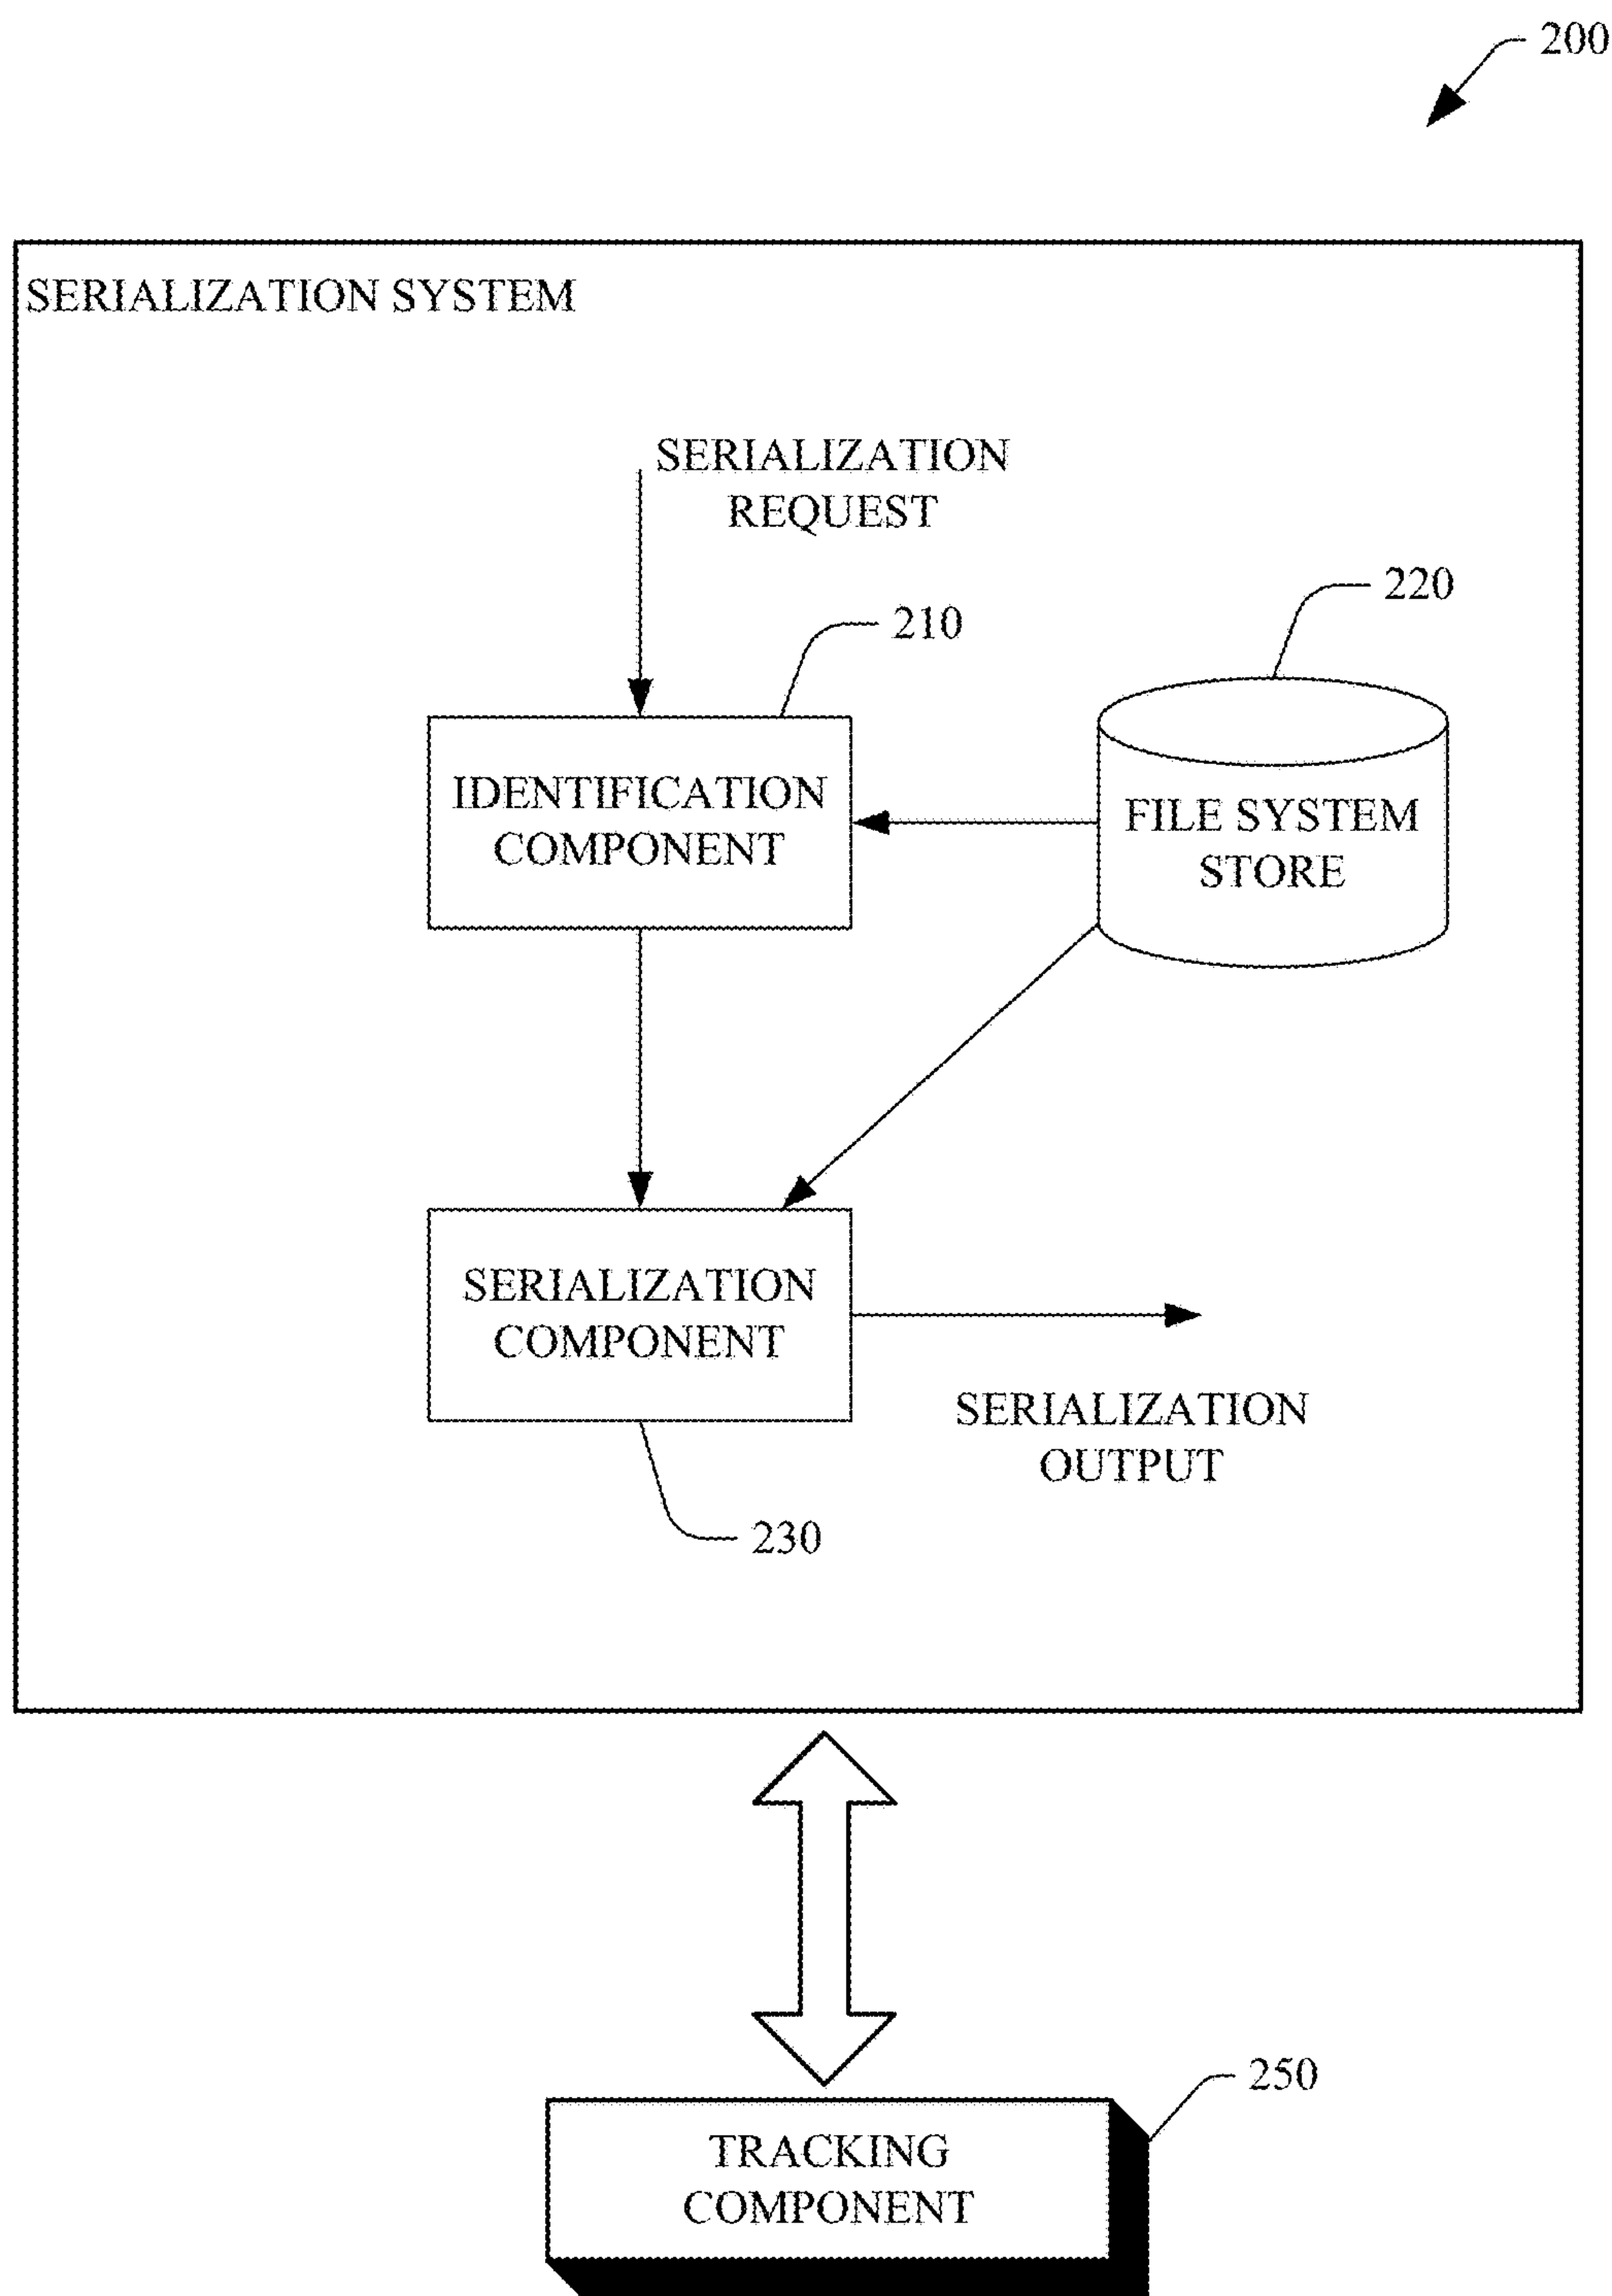 200
SERIALIZATION SYSTEM
SERIALIZATION
REQUEST
220
210
IDENTIFICATION
COMPONENT
FILE SYSTEM
STORE
SERIALIZATION
COMPONENT
SERIALIZATION
OUTPUT
230
250
TRACKING
COMPONENT